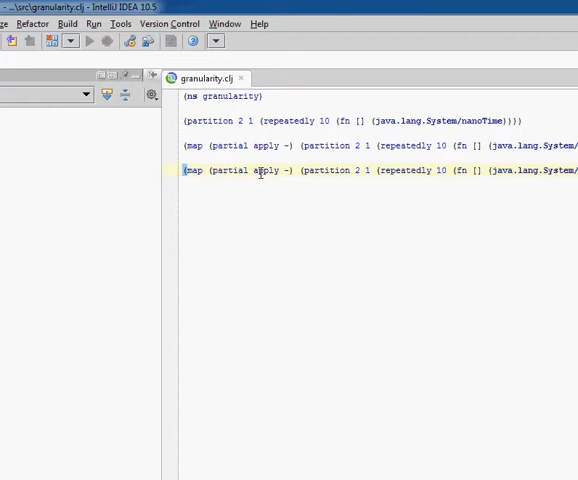 ...\src\granularity.clj - IntelliJ IDEA 10.5
e Refactor Build Run Tools Version Control Window Help
granularity.clj
(ns granularity)
(partition 2 1 (repeatedly 10 (fn [] (java.lang.System/nanoTime))))
(map (partial apply -) (partition 2 1 (repeatedly 10 (fn [] (java.lang.System/
(map (partial apply -) (partition 2 1 (repeatedly 10 (fn [] (java.lang.System/